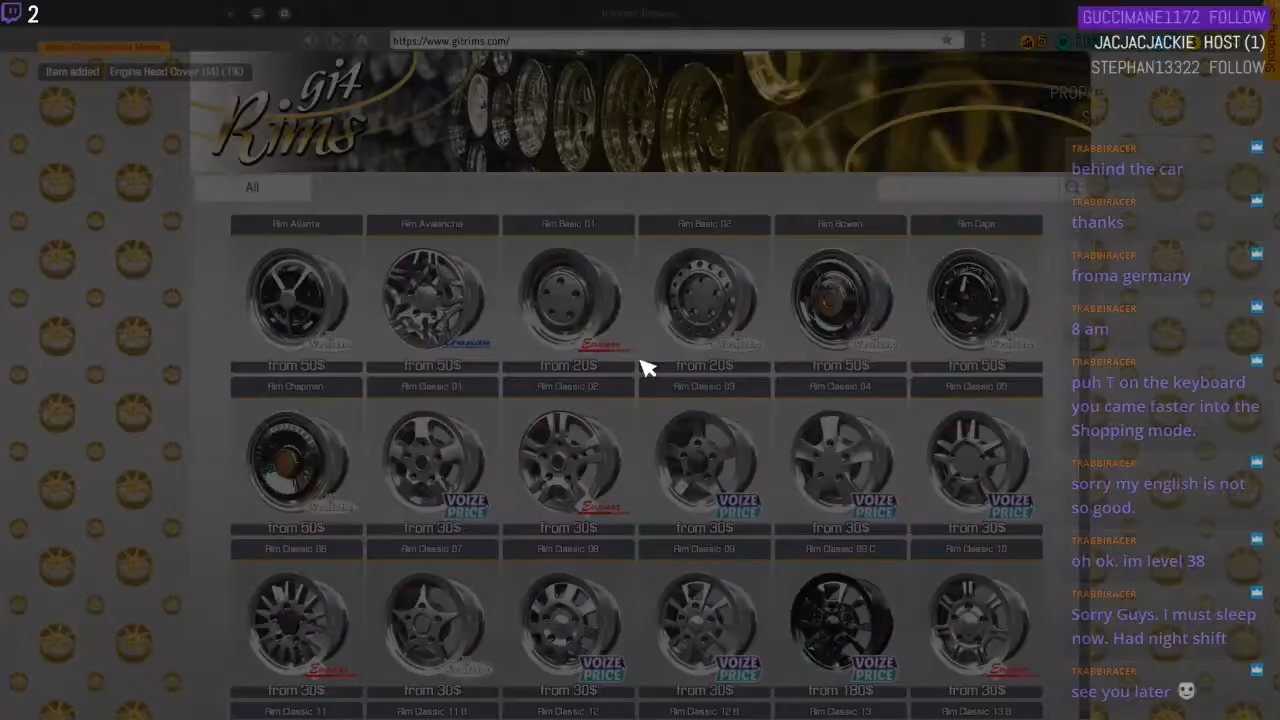 2
Internet Browser
GUCCIMANE1172 FOLLOW
JACJACJACKIE HOST (1)
STEPHAN13322 FOLLOW
https://www.gitrims.com/
Item added Engine Head Cover (I4) (1K)
gi4
Rims
All
Rim Atlanta Rim Avalanche Rim Basic 01 Rim Basic 02 Rim Bowen Rim Cage
from 50$ from 30$ from 20$ from 20$ from 50$ from 50$
Rim Chapman Rim Classic 01 Rim Classic 02 Rim Classic 03 Rim Classic 04 Rim Classic 05
VOIZE PRICE VOIZE PRICE VOIZE PRICE VOIZE PRICE
from 50$ from 30$ from 30$ from 30$ from 30$ from 30$
Rim Classic 06 Rim Classic 07 Rim Classic 08 Rim Classic 09 Rim Classic 09 C Rim Classic 10
VOIZE PRICE VOIZE PRICE VOIZE PRICE
from 30$ from 30$ from 30$ from 30$ from 180$ from 30$
Rim Classic 11 Rim Classic 11 B Rim Classic 12 Rim Classic 12 B Rim Classic 13 Rim Classic 13 B
TRABBIRACER
behind the car
TRABBIRACER
thanks
TRABBIRACER
froma germany
TRABBIRACER
8 am
TRABBIRACER
puh T on the keyboard
you came faster into the
Shopping mode.
TRABBIRACER
sorry my english is not
so good.
TRABBIRACER
oh ok. im level 38
TRABBIRACER
Sorry Guys. I must sleep
now. Had night shift
TRABBIRACER
see you later